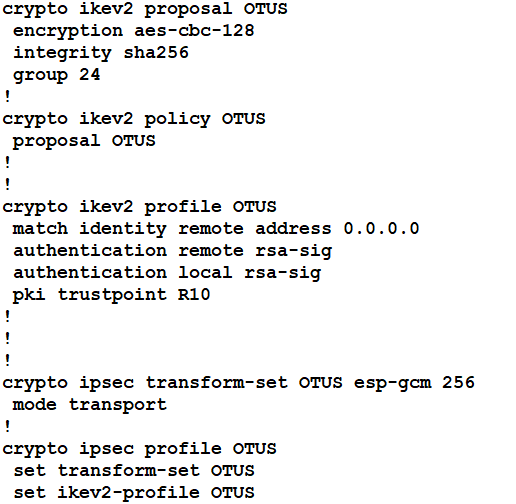 crypto ikev2 proposal OTUS
 encryption aes-cbc-128
 integrity sha256
 group 24
!
crypto ikev2 policy OTUS
 proposal OTUS
!
!
crypto ikev2 profile OTUS
 match identity remote address 0.0.0.0
 authentication remote rsa-sig
 authentication local rsa-sig
 pki trustpoint R10
!
!
!
crypto ipsec transform-set OTUS esp-gcm 256
 mode transport
!
crypto ipsec profile OTUS
 set transform-set OTUS
 set ikev2-profile OTUS